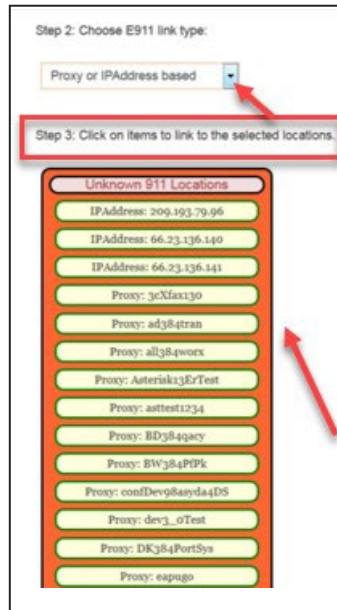 Step 2: Choose E911 link type:
Proxy or IPAddress based
Step 3: Click on items to link to the selected locations.
Unknown 911 Locations
IPAddress: 209.193.79.96
IPAddress: 66.23.136.140
IPAddress: 66.23.136.141
Proxy: 3cXfax130
Proxy: ad384tran
Proxy: all384worx
Proxy: Asterisk13ErTest
Proxy: asttest1234
Proxy: BD384qacy
Proxy: BW384PfPk
Proxy: confDev98asyda4DS
Proxy: dev3_0Test
Proxy: DK384PortSys
Proxy: eapugo